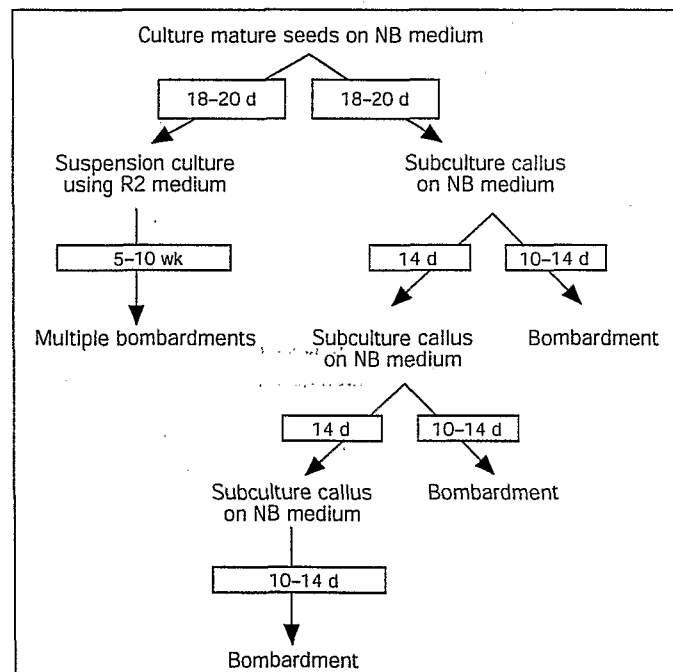 Culture mature seeds on NB medium
18–20 d
18–20 d
Suspension culture
using R2 medium
Subculture callus
on NB medium
5–10 wk
14 d
10–14 d
Multiple bombardments
Subculture callus
on NB medium
Bombardment
14 d
10–14 d
Subculture callus
on NB medium
Bombardment
10–14 d
Bombardment